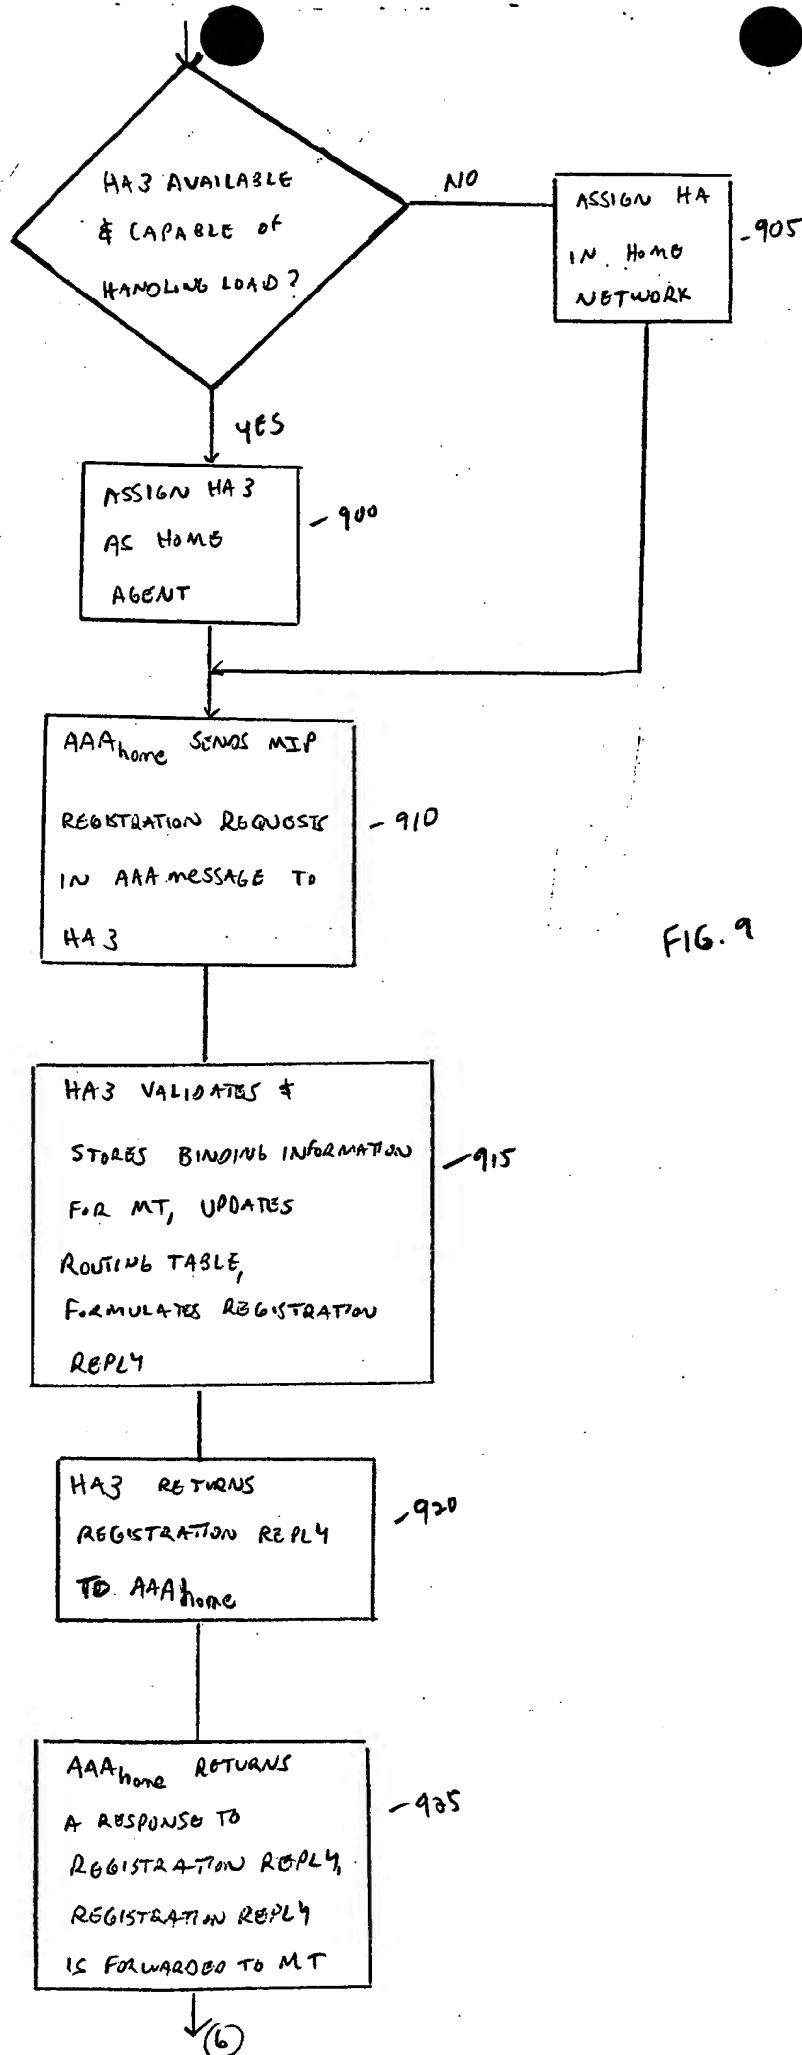 HA3 AVAILABLE
& CAPABLE OF
HANDLING LOAD?
NO
ASSIGN HA
IN HOME
NETWORK
905
YES
ASSIGN HA3
AS HOME
AGENT
900
AAAhome SENDS MIP
REGISTRATION REQUESTS
IN AAA MESSAGE TO
HA3
910
FIG. 9
HA3 VALIDATES &
STORES BINDING INFORMATION
FOR MT, UPDATES
ROUTING TABLE,
FORMULATES REGISTRATION
REPLY
915
HA3 RETURNS
REGISTRATION REPLY
TO AAAhome
920
AAAhome RETURNS
A RESPONSE TO
REGISTRATION REPLY,
REGISTRATION REPLY
IS FORWARDED TO MT
925
6